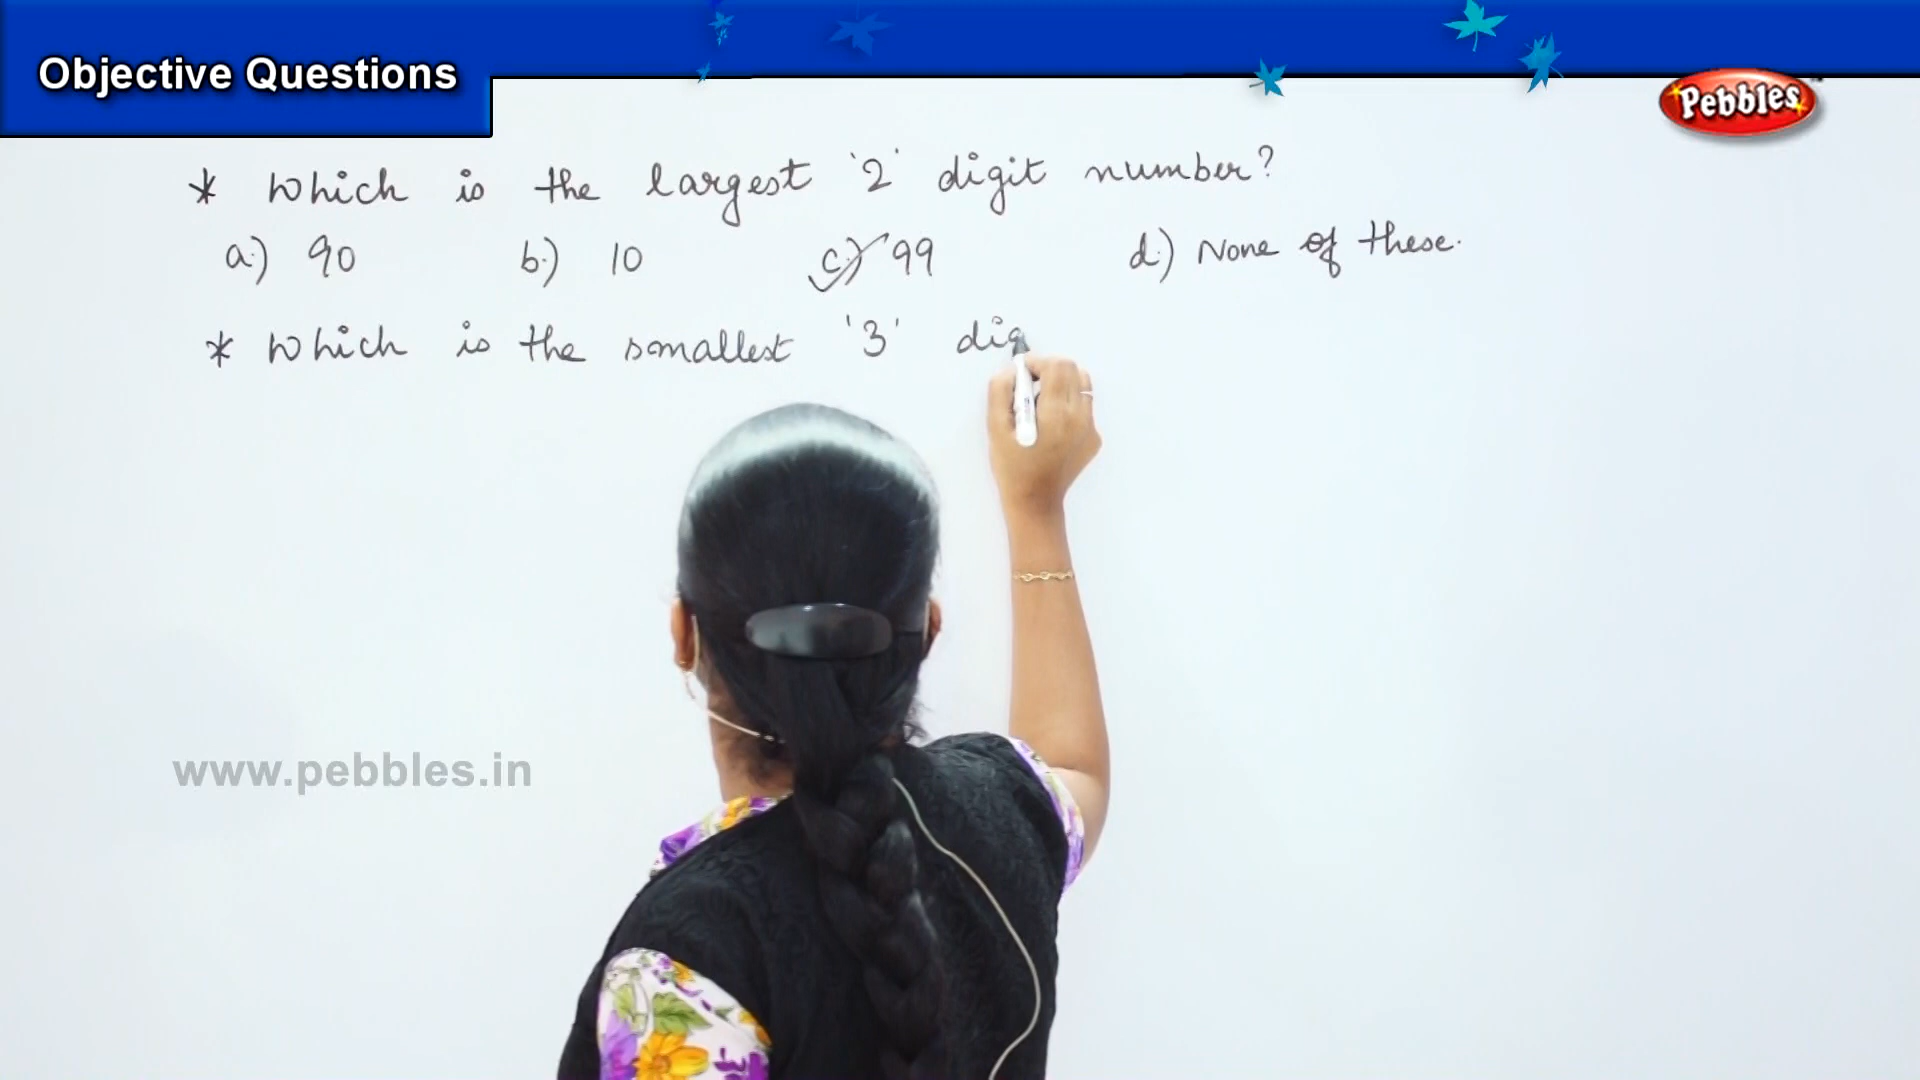 Objective Questions
Pebbles
* Which is the largest '2' digit number?
a.) 90 b.) 10 c.) 99 d.) None of these.
* Which is the smallest '3' dig
www.pebbles.in